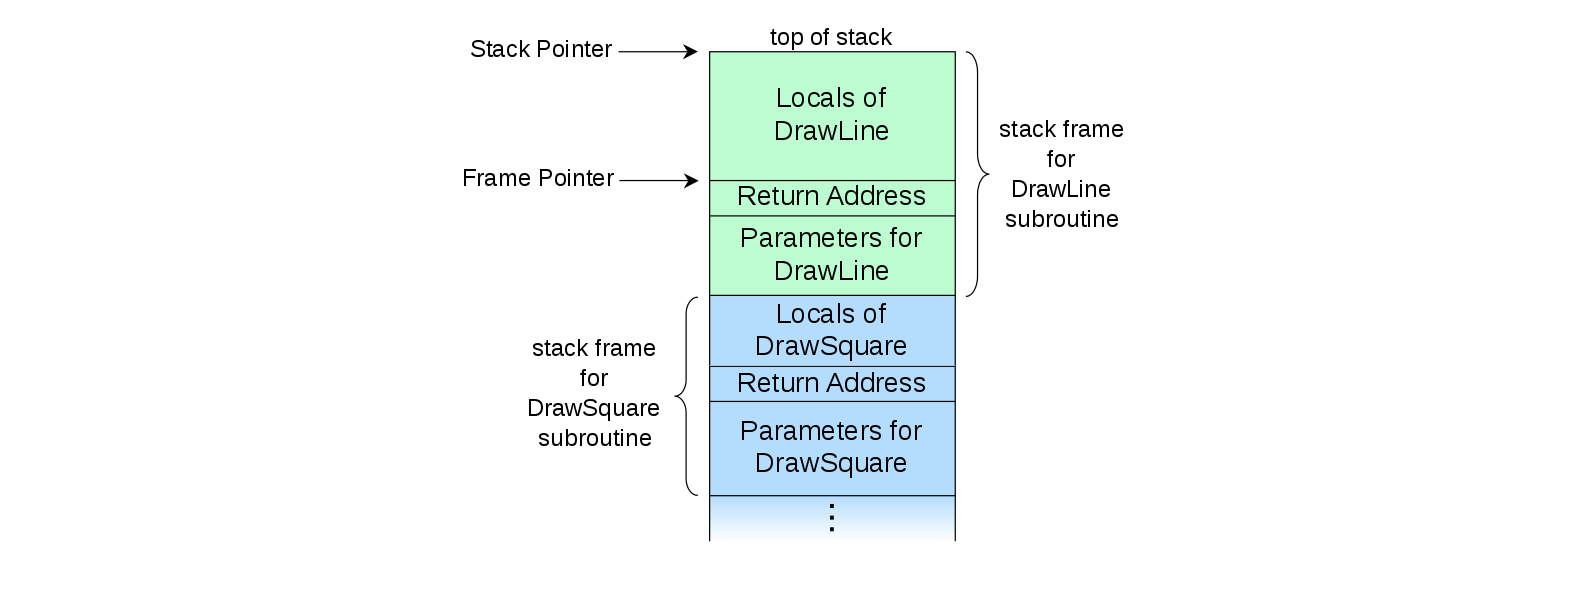 top of stack
Stack Pointer
Locals of
DrawLine
stack frame
for
DrawLine
subroutine
Frame Pointer
Return Address
Parameters for
DrawLine
Locals of
DrawSquare
stack frame
for
DrawSquare
subroutine
Return Address
Parameters for
DrawSquare
⋮